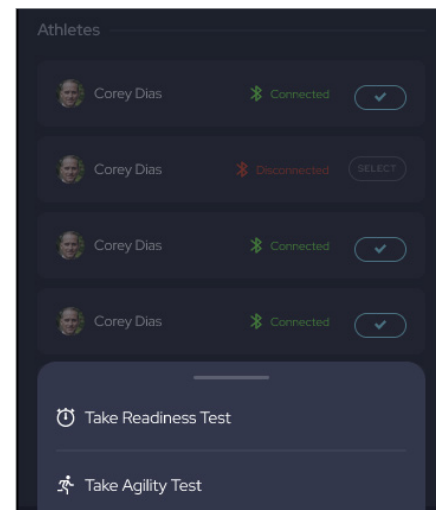 Athletes
Corey Dias Connected
Corey Dias Disconnected SELECT
Corey Dias Connected
Corey Dias Connected
Take Readiness Test
Take Agility Test